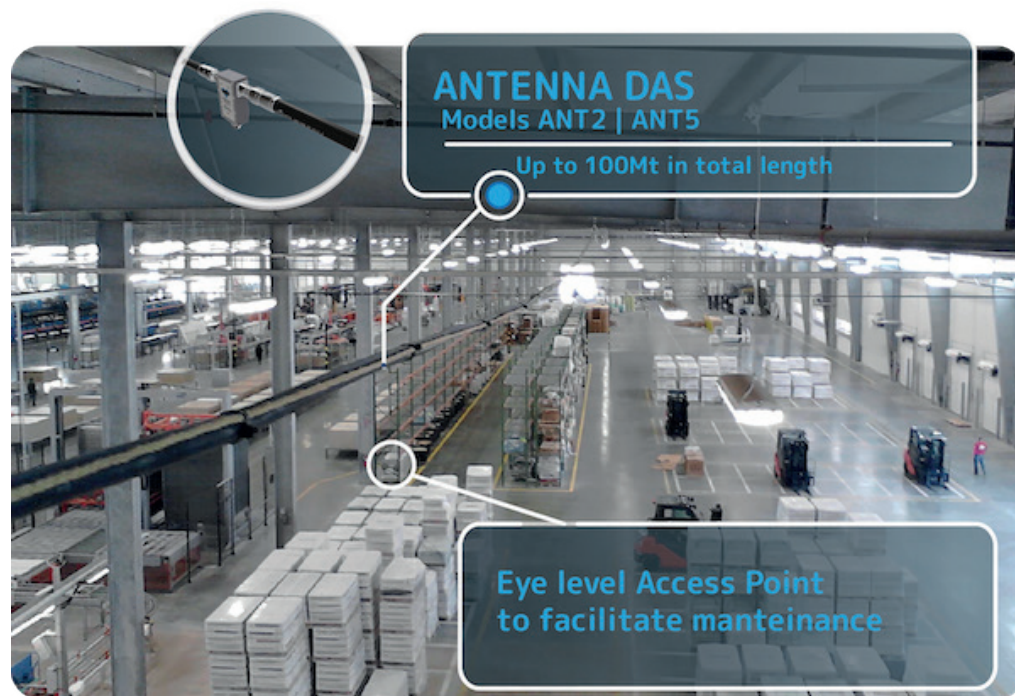 ANTENNA DAS
Models ANT2 | ANT5
Up to 100Mt in total length
Eye level Access Point
to facilitate manteinance